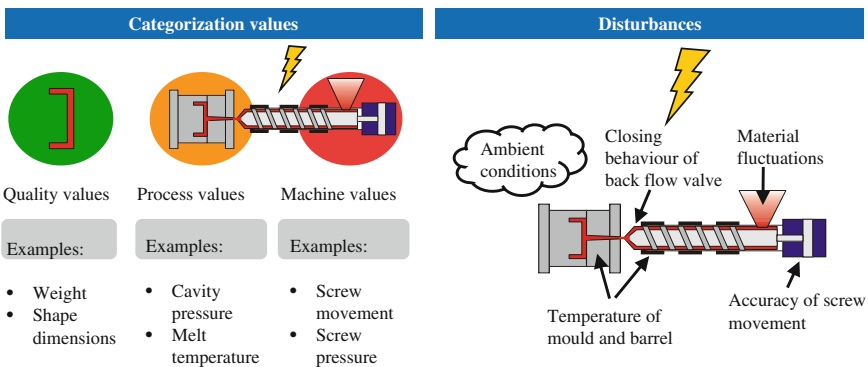 Categorization values
Quality values
Process values
Machine values
Examples:
• Weight
• Shape
dimensions
Examples:
• Cavity
pressure
• Melt
temperature
Examples:
• Screw
movement
• Screw
pressure
Disturbances
Ambient
conditions
Closing
behaviour of
back flow valve
Material
fluctuations
Temperature of
mould and barrel
Accuracy of screw
movement